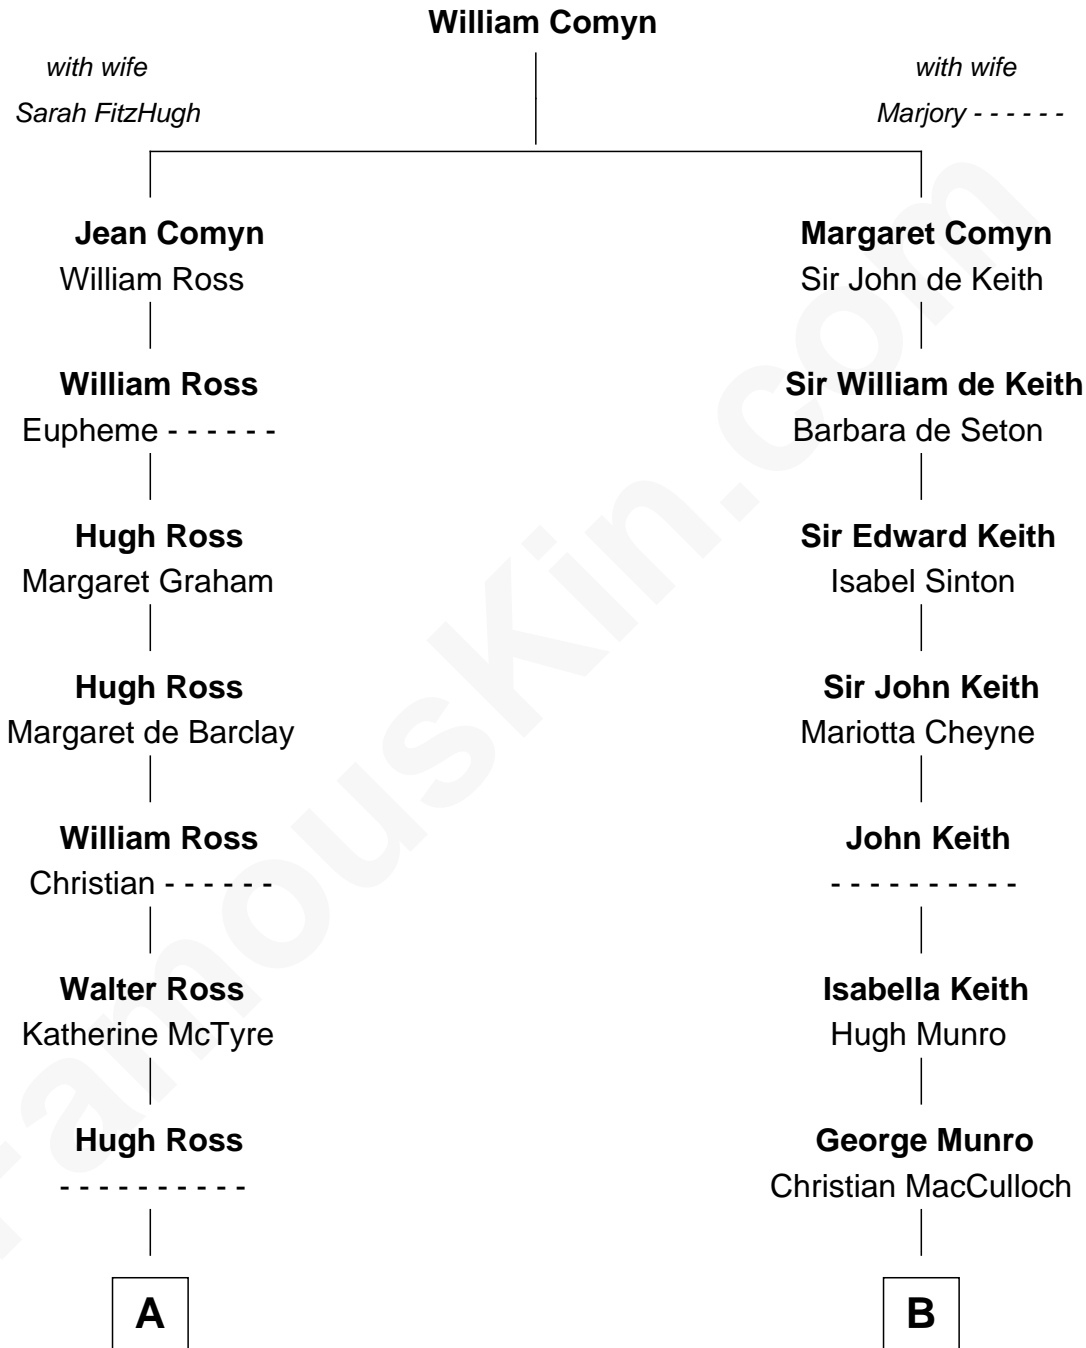 William Comyn
with wife
Sarah FitzHugh
with wife
Marjory - - - - - -
Jean Comyn
William Ross
Margaret Comyn
Sir John de Keith
William Ross
Eupheme - - - - - -
Sir William de Keith
Barbara de Seton
Hugh Ross
Margaret Graham
Sir Edward Keith
Isabel Sinton
Hugh Ross
Margaret de Barclay
Sir John Keith
Mariotta Cheyne
William Ross
Christian - - - - - -
John Keith
- - - - - - - - - -
Walter Ross
Katherine McTyre
Isabella Keith
Hugh Munro
Hugh Ross
- - - - - - - - - -
George Munro
Christian MacCulloch
A
B
FamousKin.com